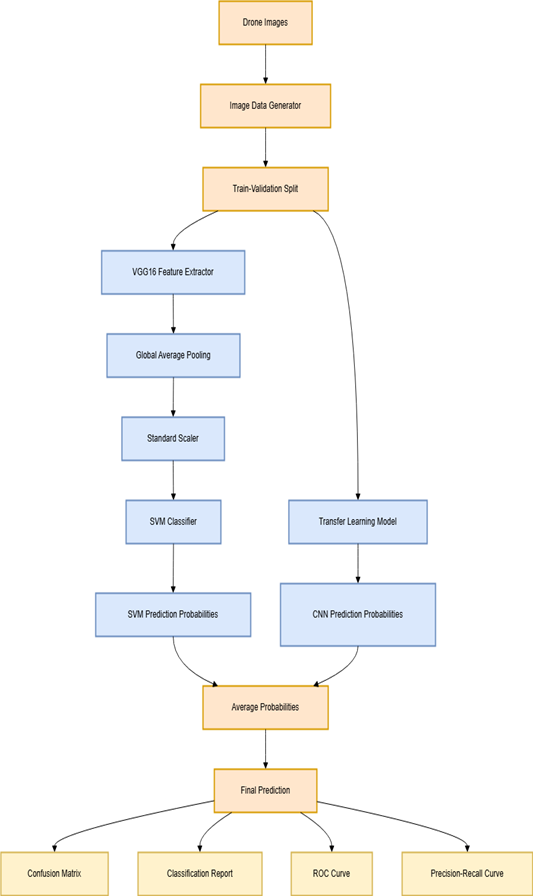 Drone Images
Image Data Generator
Train-Validation Split
VGG16 Feature Extractor
Global Average Pooling
Standard Scaler
SVM Classifier
Transfer Learning Model
SVM Prediction Probabilities
CNN Prediction Probabilities
Average Probabilities
Final Prediction
Confusion Matrix
Classification Report
ROC Curve
Precision-Recall Curve